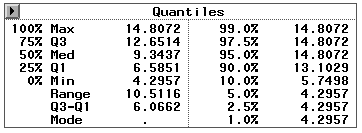 Quantiles
100% Max 14.8072 99.0% 14.8072
75% Q3 12.6514 97.5% 14.8072
50% Med 9.3437 95.0% 14.8072
25% Q1 6.5851 90.0% 13.1029
0% Min 4.2957 10.0% 5.7498
Range 10.5116 5.0% 4.2957
Q3-Q1 6.0662 2.5% 4.2957
Mode . 1.0% 4.2957